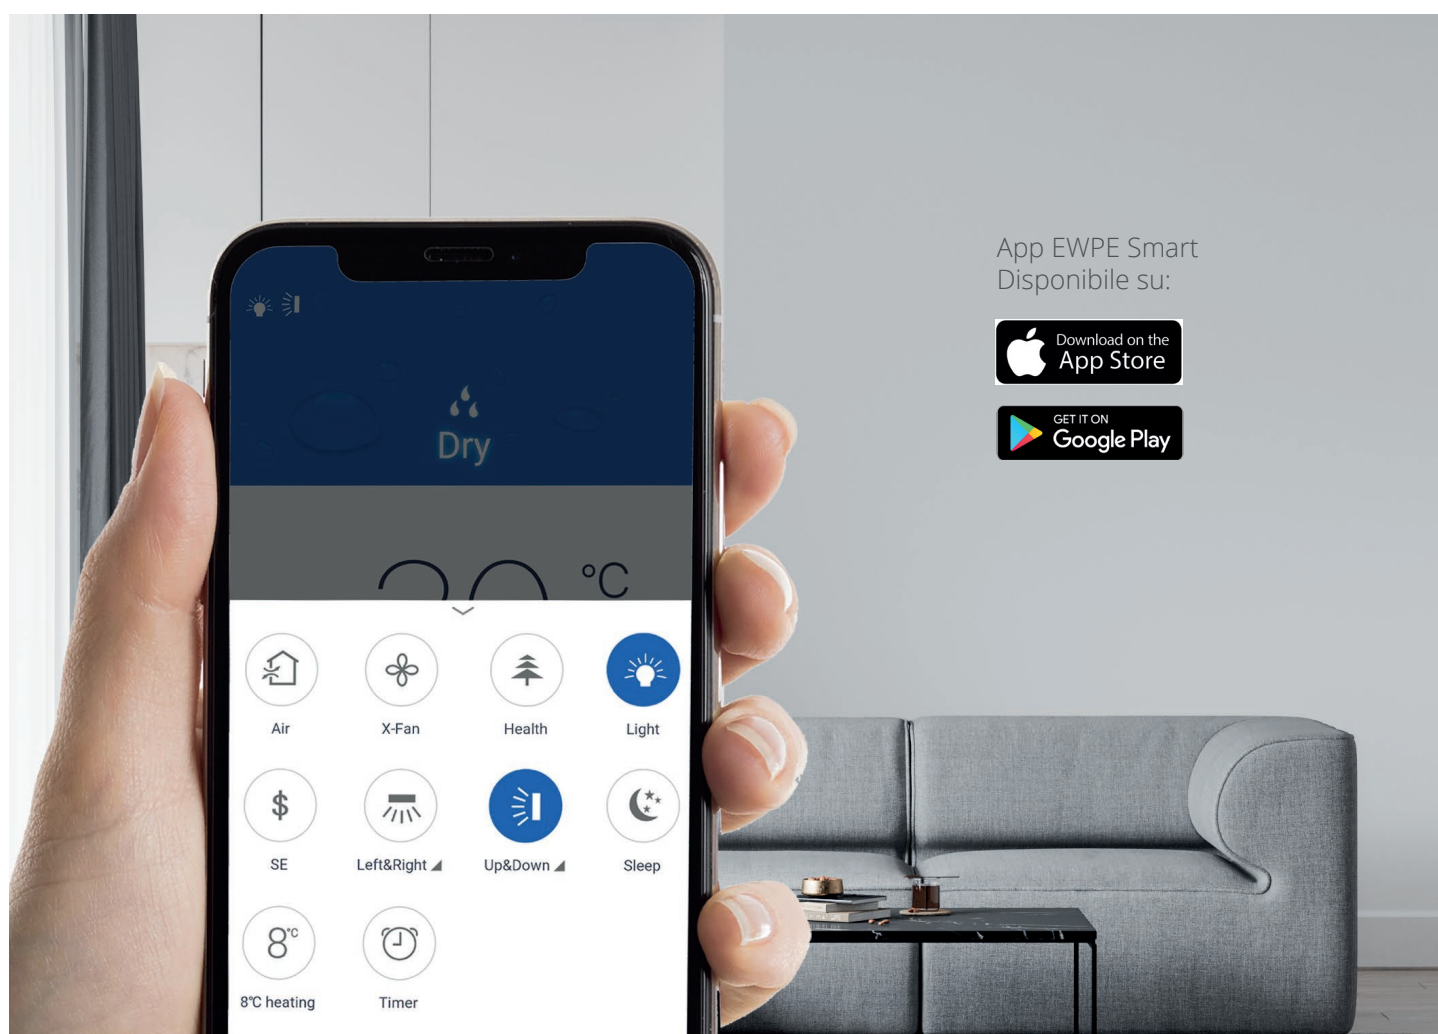 App EWPE Smart
Disponibile su:
Download on the
App Store
GET IT ON
Google Play
Dry
°C
Air
X-Fan
Health
Light
$
SE
Left&Right
Up&Down
Sleep
8°C
8°C heating
Timer